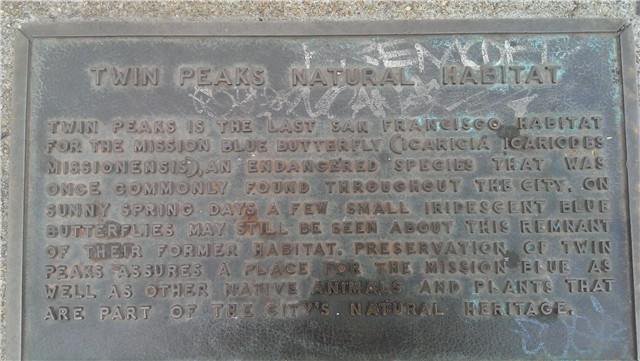 TWIN PEAKS NATURAL HABITAT
TWIN PEAKS IS THE LAST SAN FRANCISCO HABITAT
FOR THE MISSION BLUE BUTTERFLY (ICARICIA ICARIODES
MISSIONENSIS), AN ENDANGERED SPECIES THAT WAS
ONCE COMMONLY FOUND THROUGHOUT THE CITY. ON
SUNNY SPRING DAYS A FEW SMALL IRIDESCENT BLUE
BUTTERFLIES MAY STILL BE SEEN ABOUT THIS REMNANT
OF THEIR FORMER HABITAT. PRESERVATION OF TWIN
PEAKS ASSURES A PLACE FOR THE MISSION BLUE AS
WELL AS OTHER NATIVE ANIMALS AND PLANTS THAT
ARE PART OF THE CITY'S NATURAL HERITAGE.